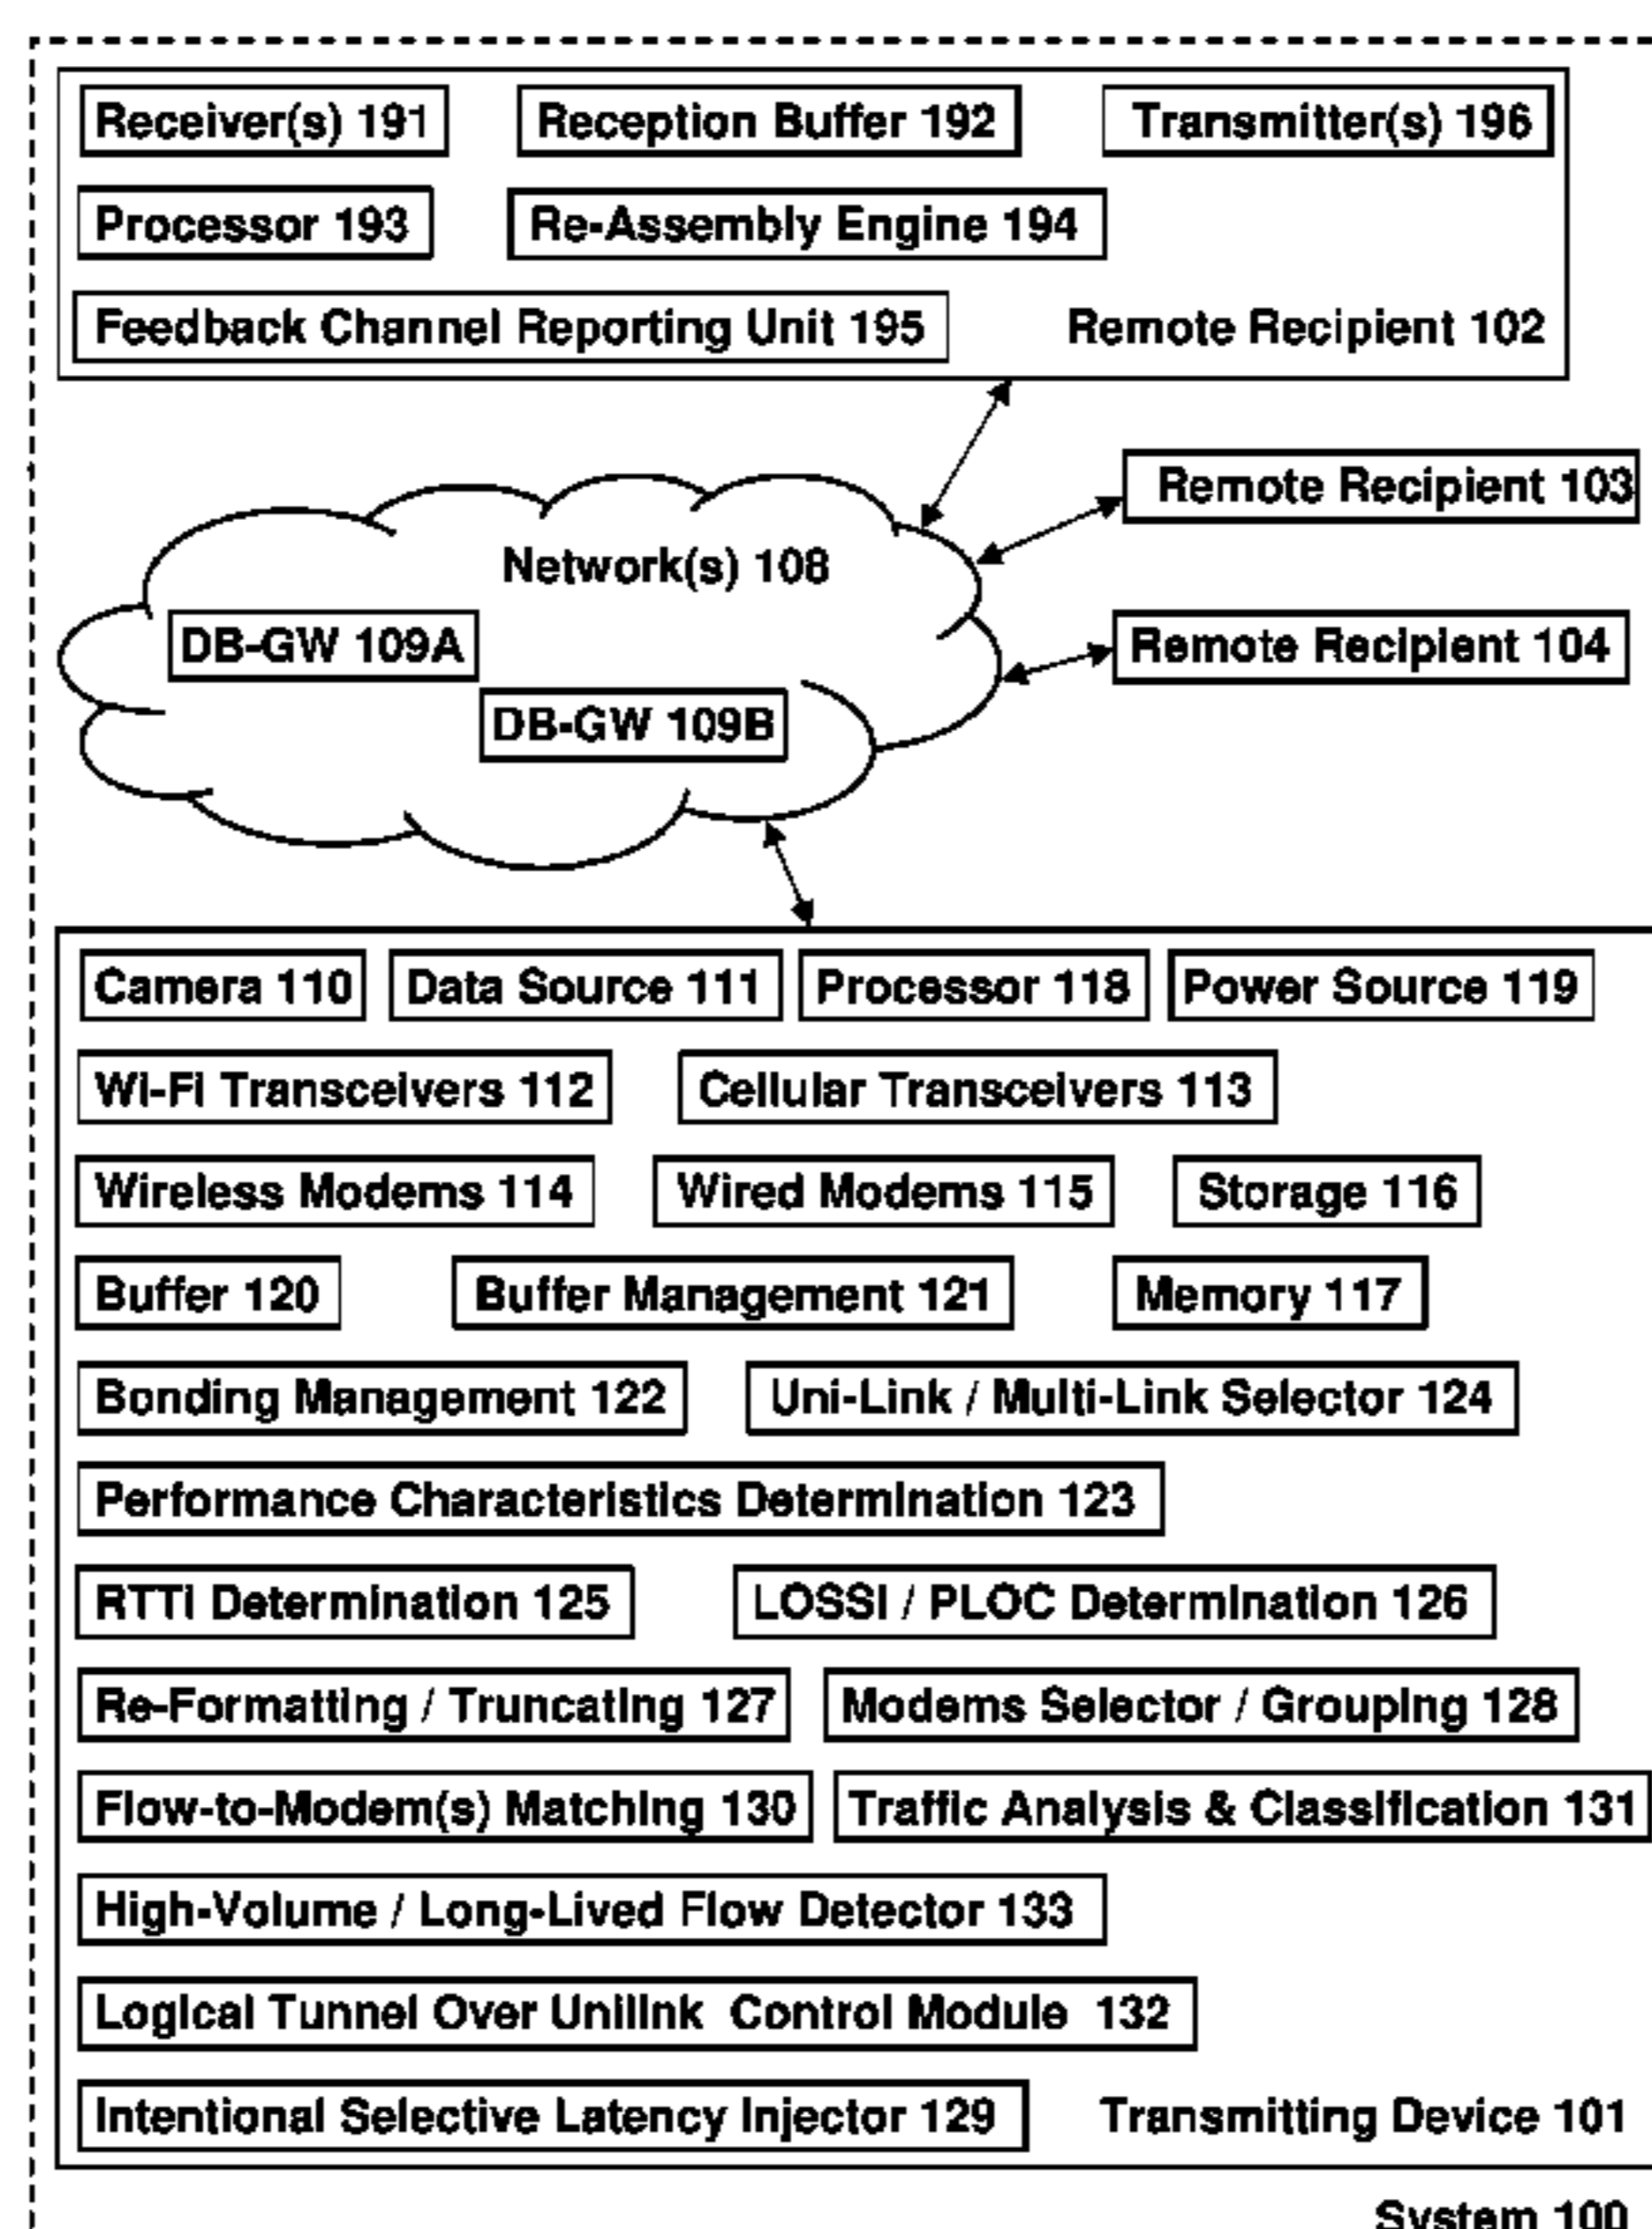 Receiver(s) 191 Reception Buffer 192 Transmitter(s) 196
Processor 193 Re-Assembly Engine 194
Feedback Channel Reporting Unit 195 Remote Recipient 102
Remote Recipient 103
Network(s) 108
DB-GW 109A Remote Recipient 104
DB-GW 109B
Camera 110 Data Source 111 Processor 118 Power Source 119
Wi-Fi Transceivers 112 Cellular Transceivers 113
Wireless Modems 114 Wired Modems 115 Storage 116
Buffer 120 Buffer Management 121 Memory 117
Bonding Management 122 Uni-Link / Multi-Link Selector 124
Performance Characteristics Determination 123
RTTi Determination 125 LOSSi / PLOC Determination 126
Re-Formatting / Truncating 127 Modems Selector / Grouping 128
Flow-to-Modem(s) Matching 130 Traffic Analysis & Classification 131
High-Volume / Long-Lived Flow Detector 133
Logical Tunnel Over Unilink Control Module 132
Intentional Selective Latency Injector 129 Transmitting Device 101
System 100